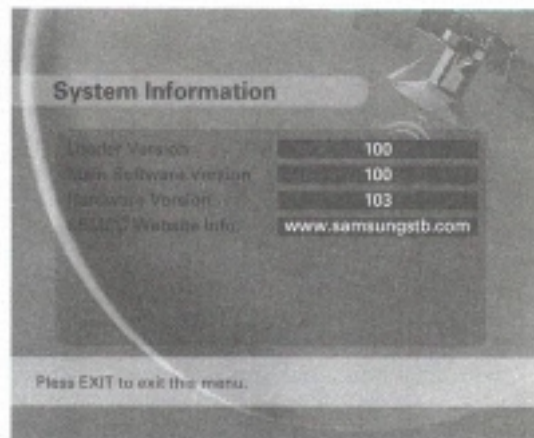 System Information
Loader Version 100
Main Software Version 100
Hardware Version 103
Website Info. www.samsungstb.com
Press EXIT to exit this menu.